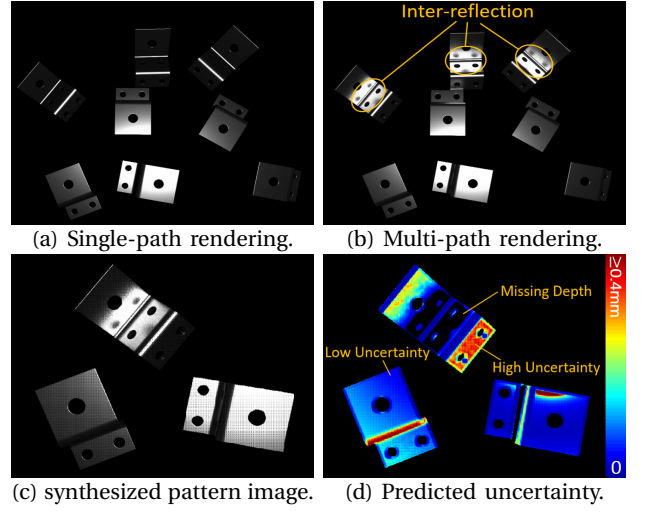 Inter-reflection
(a) Single-path rendering.
(b) Multi-path rendering.
Missing Depth
Low Uncertainty
High Uncertainty
≥0.4mm
0
(c) synthesized pattern image.
(d) Predicted uncertainty.